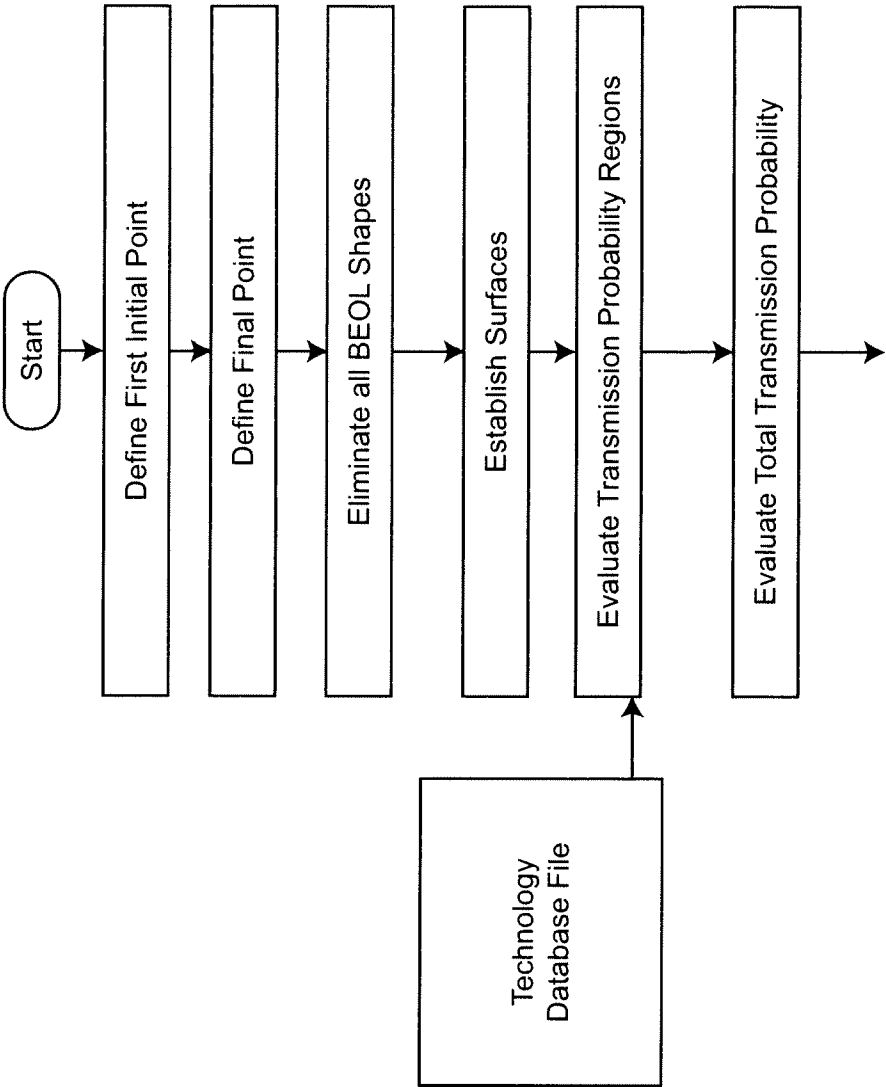 Start
Define First Initial Point
Define Final Point
Eliminate all BEOL Shapes
Establish Surfaces
Evaluate Transmission Probability Regions
Technology
Database File
Evaluate Total Transmission Probability